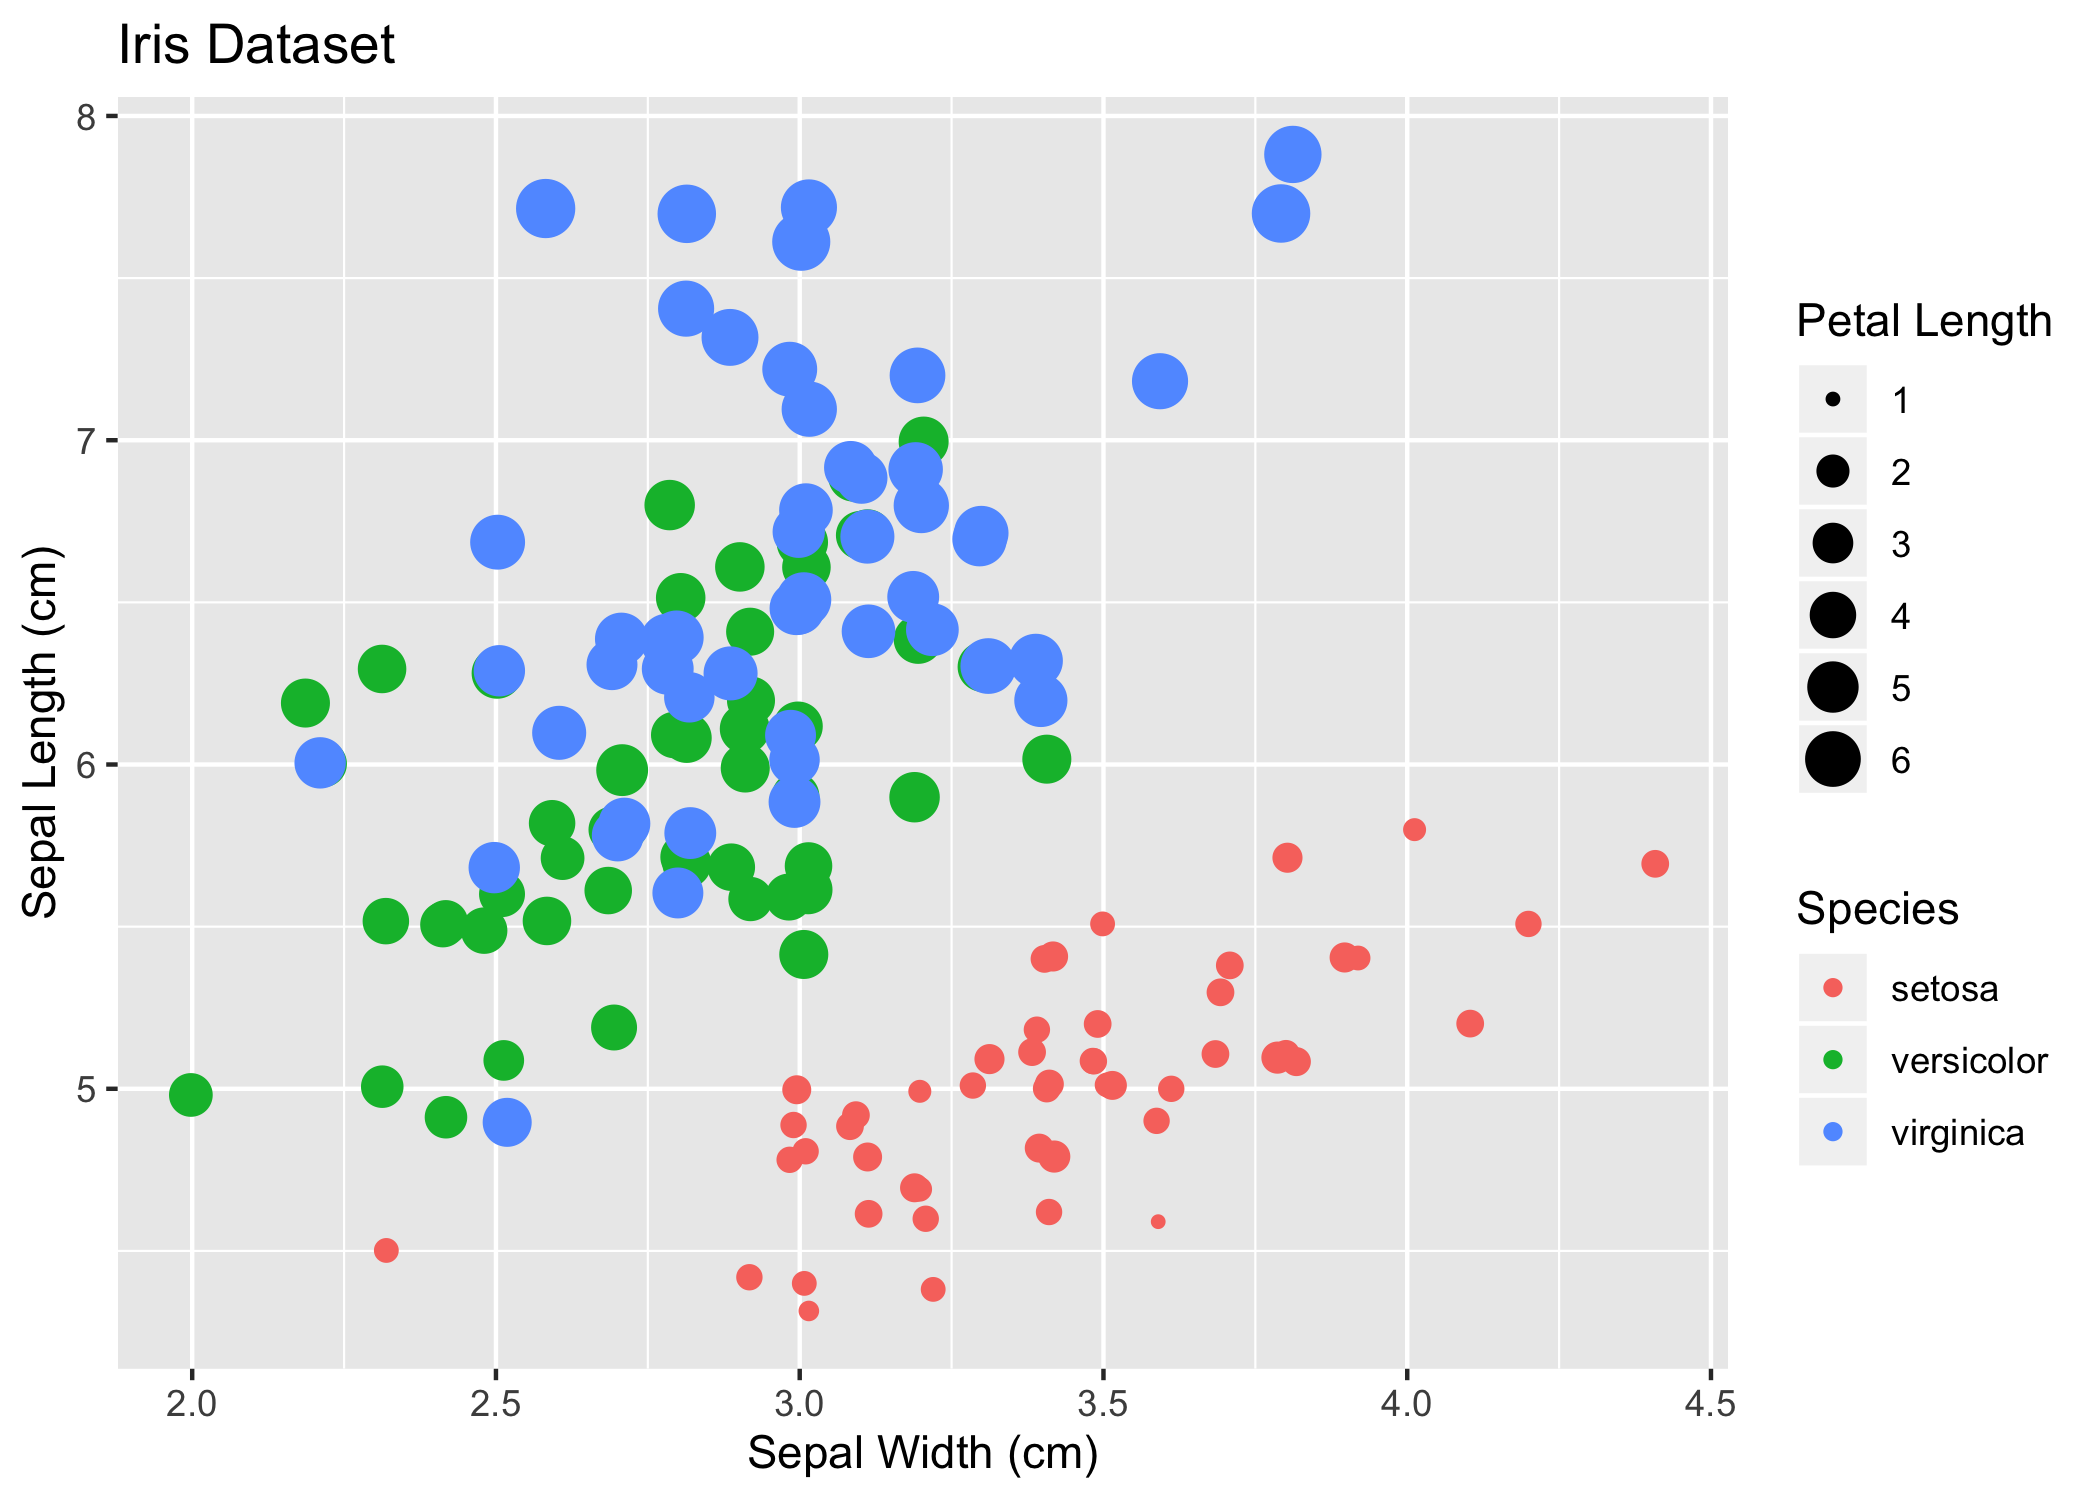 Iris Dataset
8
7
6
5
Sepal Length (cm)
2.0 2.5 3.0 3.5 4.0 4.5
Sepal Width (cm)
Petal Length
1
2
3
4
5
6
Species
setosa
versicolor
virginica